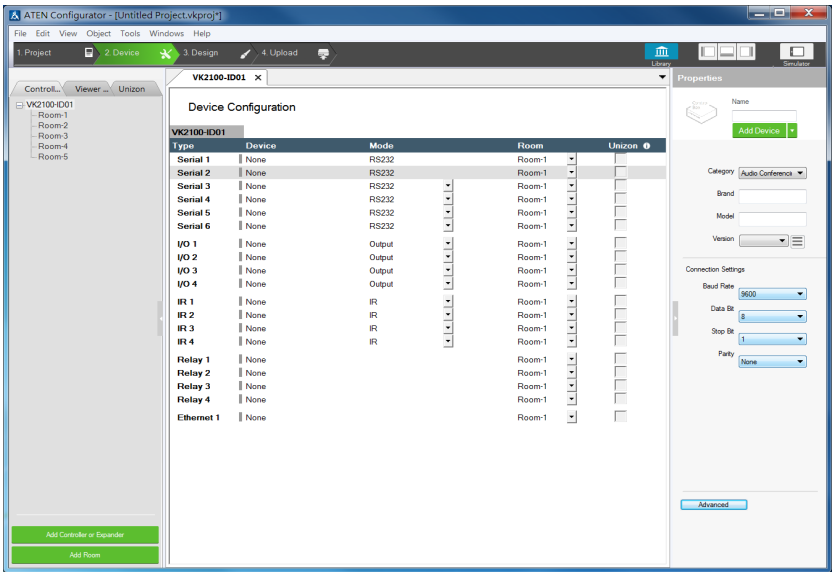 ATEN Configurator - [Untitled Project.vkproj*]
File Edit View Object Tools Windows Help
1. Project 2. Device 3. Design 4. Upload Library Simulator
Controll... Viewer ... Unizon
VK2100-ID01
Room-1
Room-2
Room-3
Room-4
Room-5
Add Controller or Expander
Add Room
VK2100-ID01 ×
Device Configuration
VK2100-ID01
Type Device Mode Room Unizon
Serial 1 None RS232 Room-1
Serial 2 None RS232 Room-1
Serial 3 None RS232 Room-1
Serial 4 None RS232 Room-1
Serial 5 None RS232 Room-1
Serial 6 None RS232 Room-1
I/O 1 None Output Room-1
I/O 2 None Output Room-1
I/O 3 None Output Room-1
I/O 4 None Output Room-1
IR 1 None IR Room-1
IR 2 None IR Room-1
IR 3 None IR Room-1
IR 4 None IR Room-1
Relay 1 None Room-1
Relay 2 None Room-1
Relay 3 None Room-1
Relay 4 None Room-1
Ethernet 1 None Room-1
Properties
Name
Add Device
Category Audio Conferencin
Brand
Model
Version
Connection Settings
Baud Rate 9600
Data Bit 8
Stop Bit 1
Parity None
Advanced